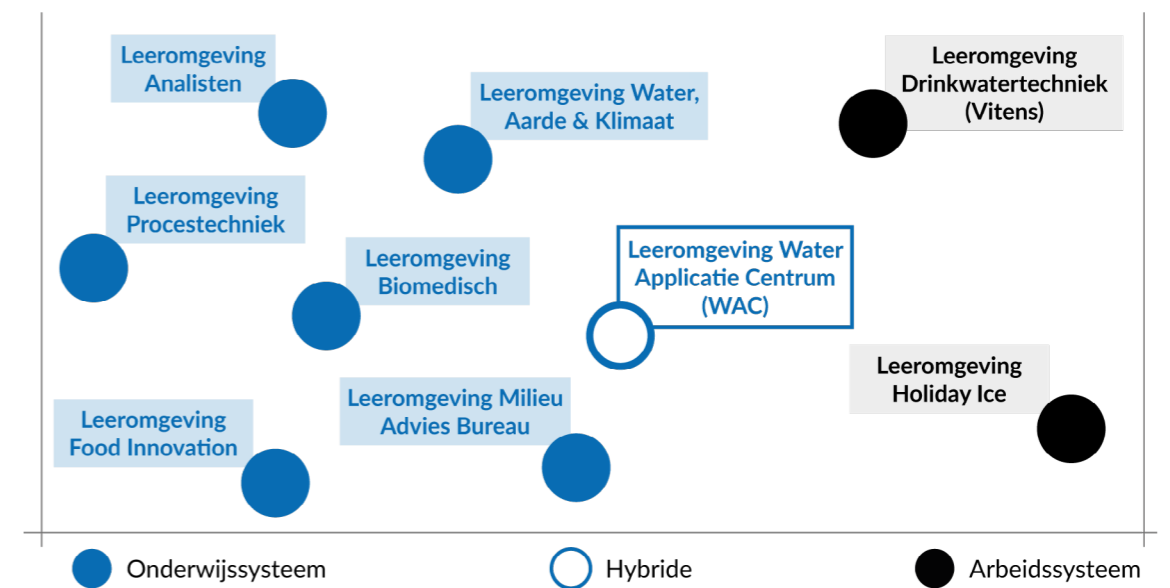 Leeromgeving
Analisten
Leeromgeving Water,
Aarde & Klimaat
Leeromgeving
Drinkwatertechniek
(Vitens)
Leeromgeving
Procestechniek
Leeromgeving
Biomedisch
Leeromgeving Water
Applicatie Centrum
(WAC)
Leeromgeving
Holiday Ice
Leeromgeving Milieu
Advies Bureau
Leeromgeving
Food Innovation
Onderwijssysteem
Hybride
Arbeidssysteem